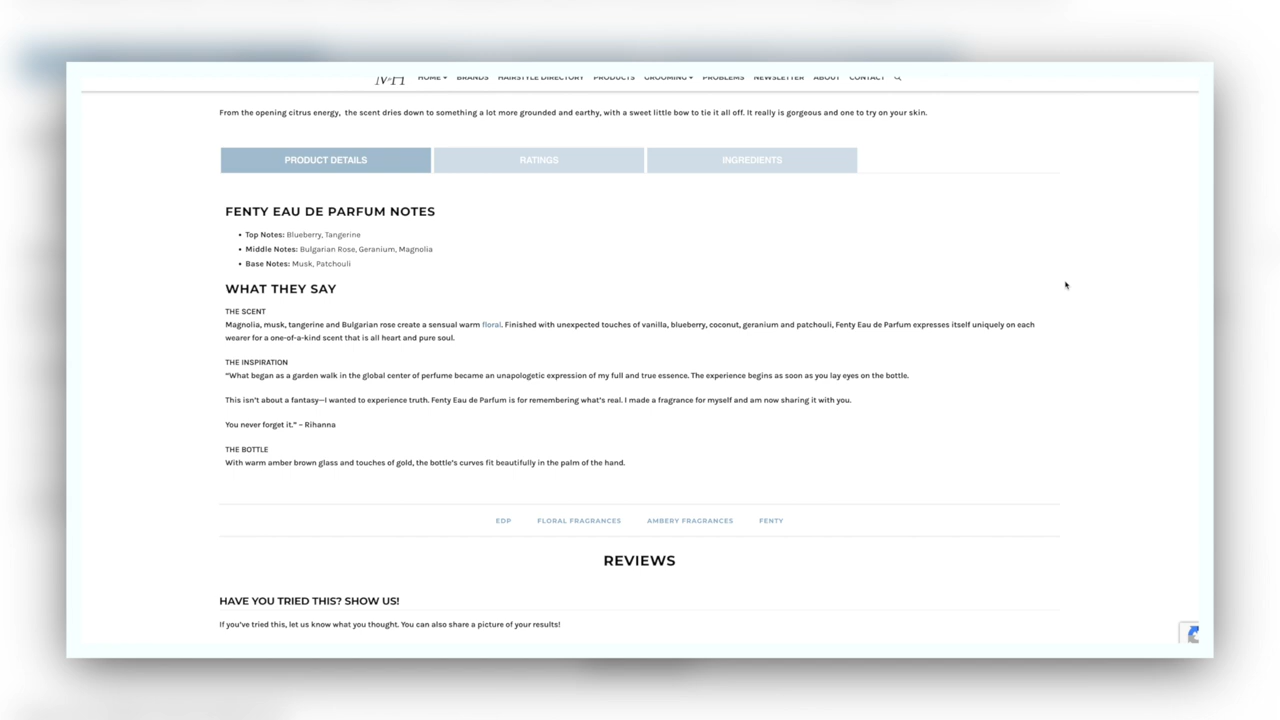 HOME BRANDS HAIRSTYLE DIRECTORY PRODUCTS GROOMING PROBLEMS NEWSLETTER ABOUT CONTACT
From the opening citrus energy, the scent dries down to something a lot more grounded and earthy, with a sweet little bow to tie it all off. It really is gorgeous and one to try on your skin.
PRODUCT DETAILS RATINGS INGREDIENTS
FENTY EAU DE PARFUM NOTES
• Top Notes: Blueberry, Tangerine
• Middle Notes: Bulgarian Rose, Geranium, Magnolia
• Base Notes: Musk, Patchouli
WHAT THEY SAY
THE SCENT
Magnolia, musk, tangerine and Bulgarian rose create a sensual warm floral. Finished with unexpected touches of vanilla, blueberry, coconut, geranium and patchouli, Fenty Eau de Parfum expresses itself uniquely on each
wearer for a one-of-a-kind scent that is all heart and pure soul.
THE INSPIRATION
“What began as a garden walk in the global center of perfume became an unapologetic expression of my full and true essence. The experience begins as soon as you lay eyes on the bottle.
This isn’t about a fantasy—I wanted to experience truth. Fenty Eau de Parfum is for remembering what’s real. I made a fragrance for myself and am now sharing it with you.
You never forget it.” – Rihanna
THE BOTTLE
With warm amber brown glass and touches of gold, the bottle’s curves fit beautifully in the palm of the hand.
EDP FLORAL FRAGRANCES AMBERY FRAGRANCES FENTY
REVIEWS
HAVE YOU TRIED THIS? SHOW US!
If you’ve tried this, let us know what you thought. You can also share a picture of your results!